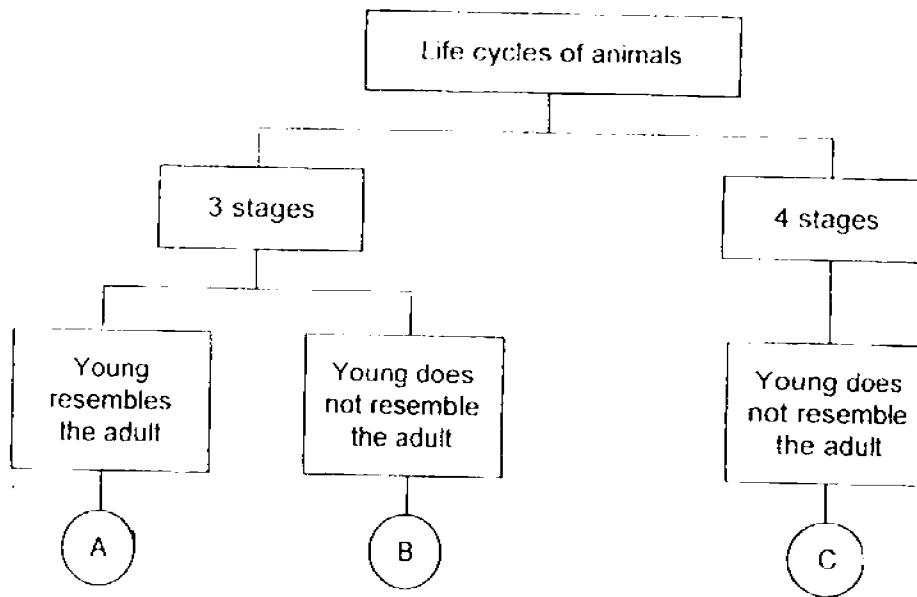 Life cycles of animals
3 stages
4 stages
Young
resembles
the adult
Young does
not resemble
the adult
Young does
not resemble
the adult
A
B
C